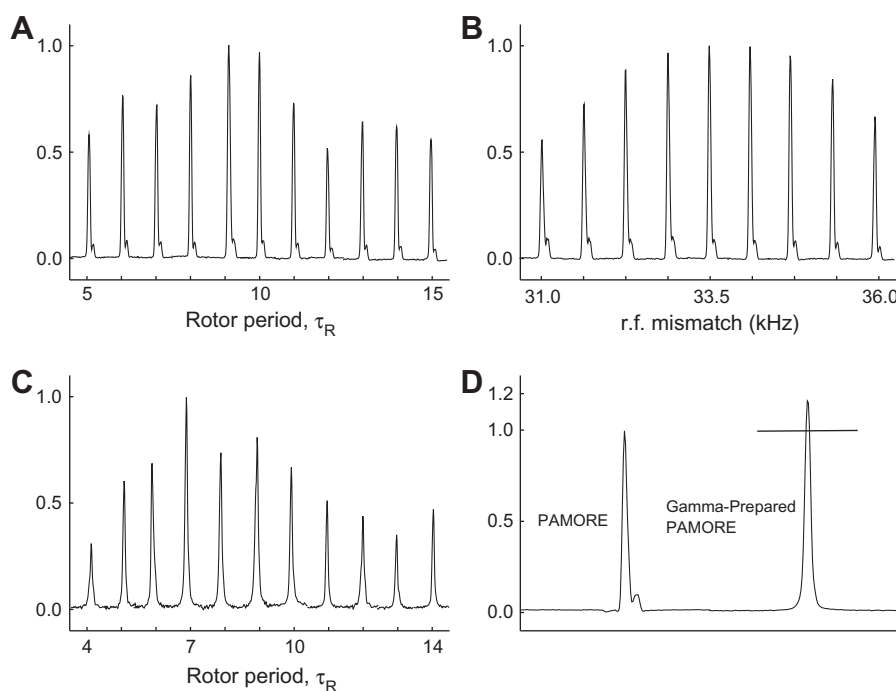 A
1.0
0.5
0.0
5
10
15
Rotor period, τR
B
1.0
0.5
0.0
31.0
33.5
36.0
r.f. mismatch (kHz)
C
1.0
0.5
0.0
4
7
10
14
Rotor period, τR
D
1.2
1.0
0.5
0.0
PAMORE
Gamma-Prepared
PAMORE